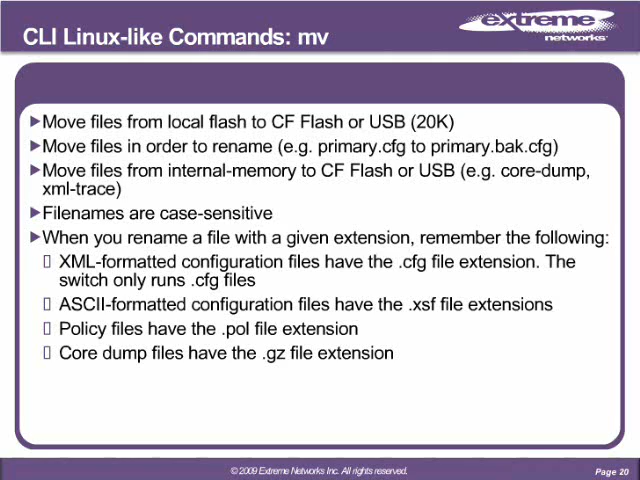 CLI Linux-like Commands: mv
extreme
networks
Move files from local flash to CF Flash or USB (20K)
Move files in order to rename (e.g. primary.cfg to primary.bak.cfg)
Move files from internal-memory to CF Flash or USB (e.g. core-dump,
xml-trace)
Filenames are case-sensitive
When you rename a file with a given extension, remember the following:
XML-formatted configuration files have the .cfg file extension. The
switch only runs .cfg files
ASCII-formatted configuration files have the .xsf file extensions
Policy files have the .pol file extension
Core dump files have the .gz file extension
© 2009 Extreme Networks Inc. All rights reserved.
Page 20